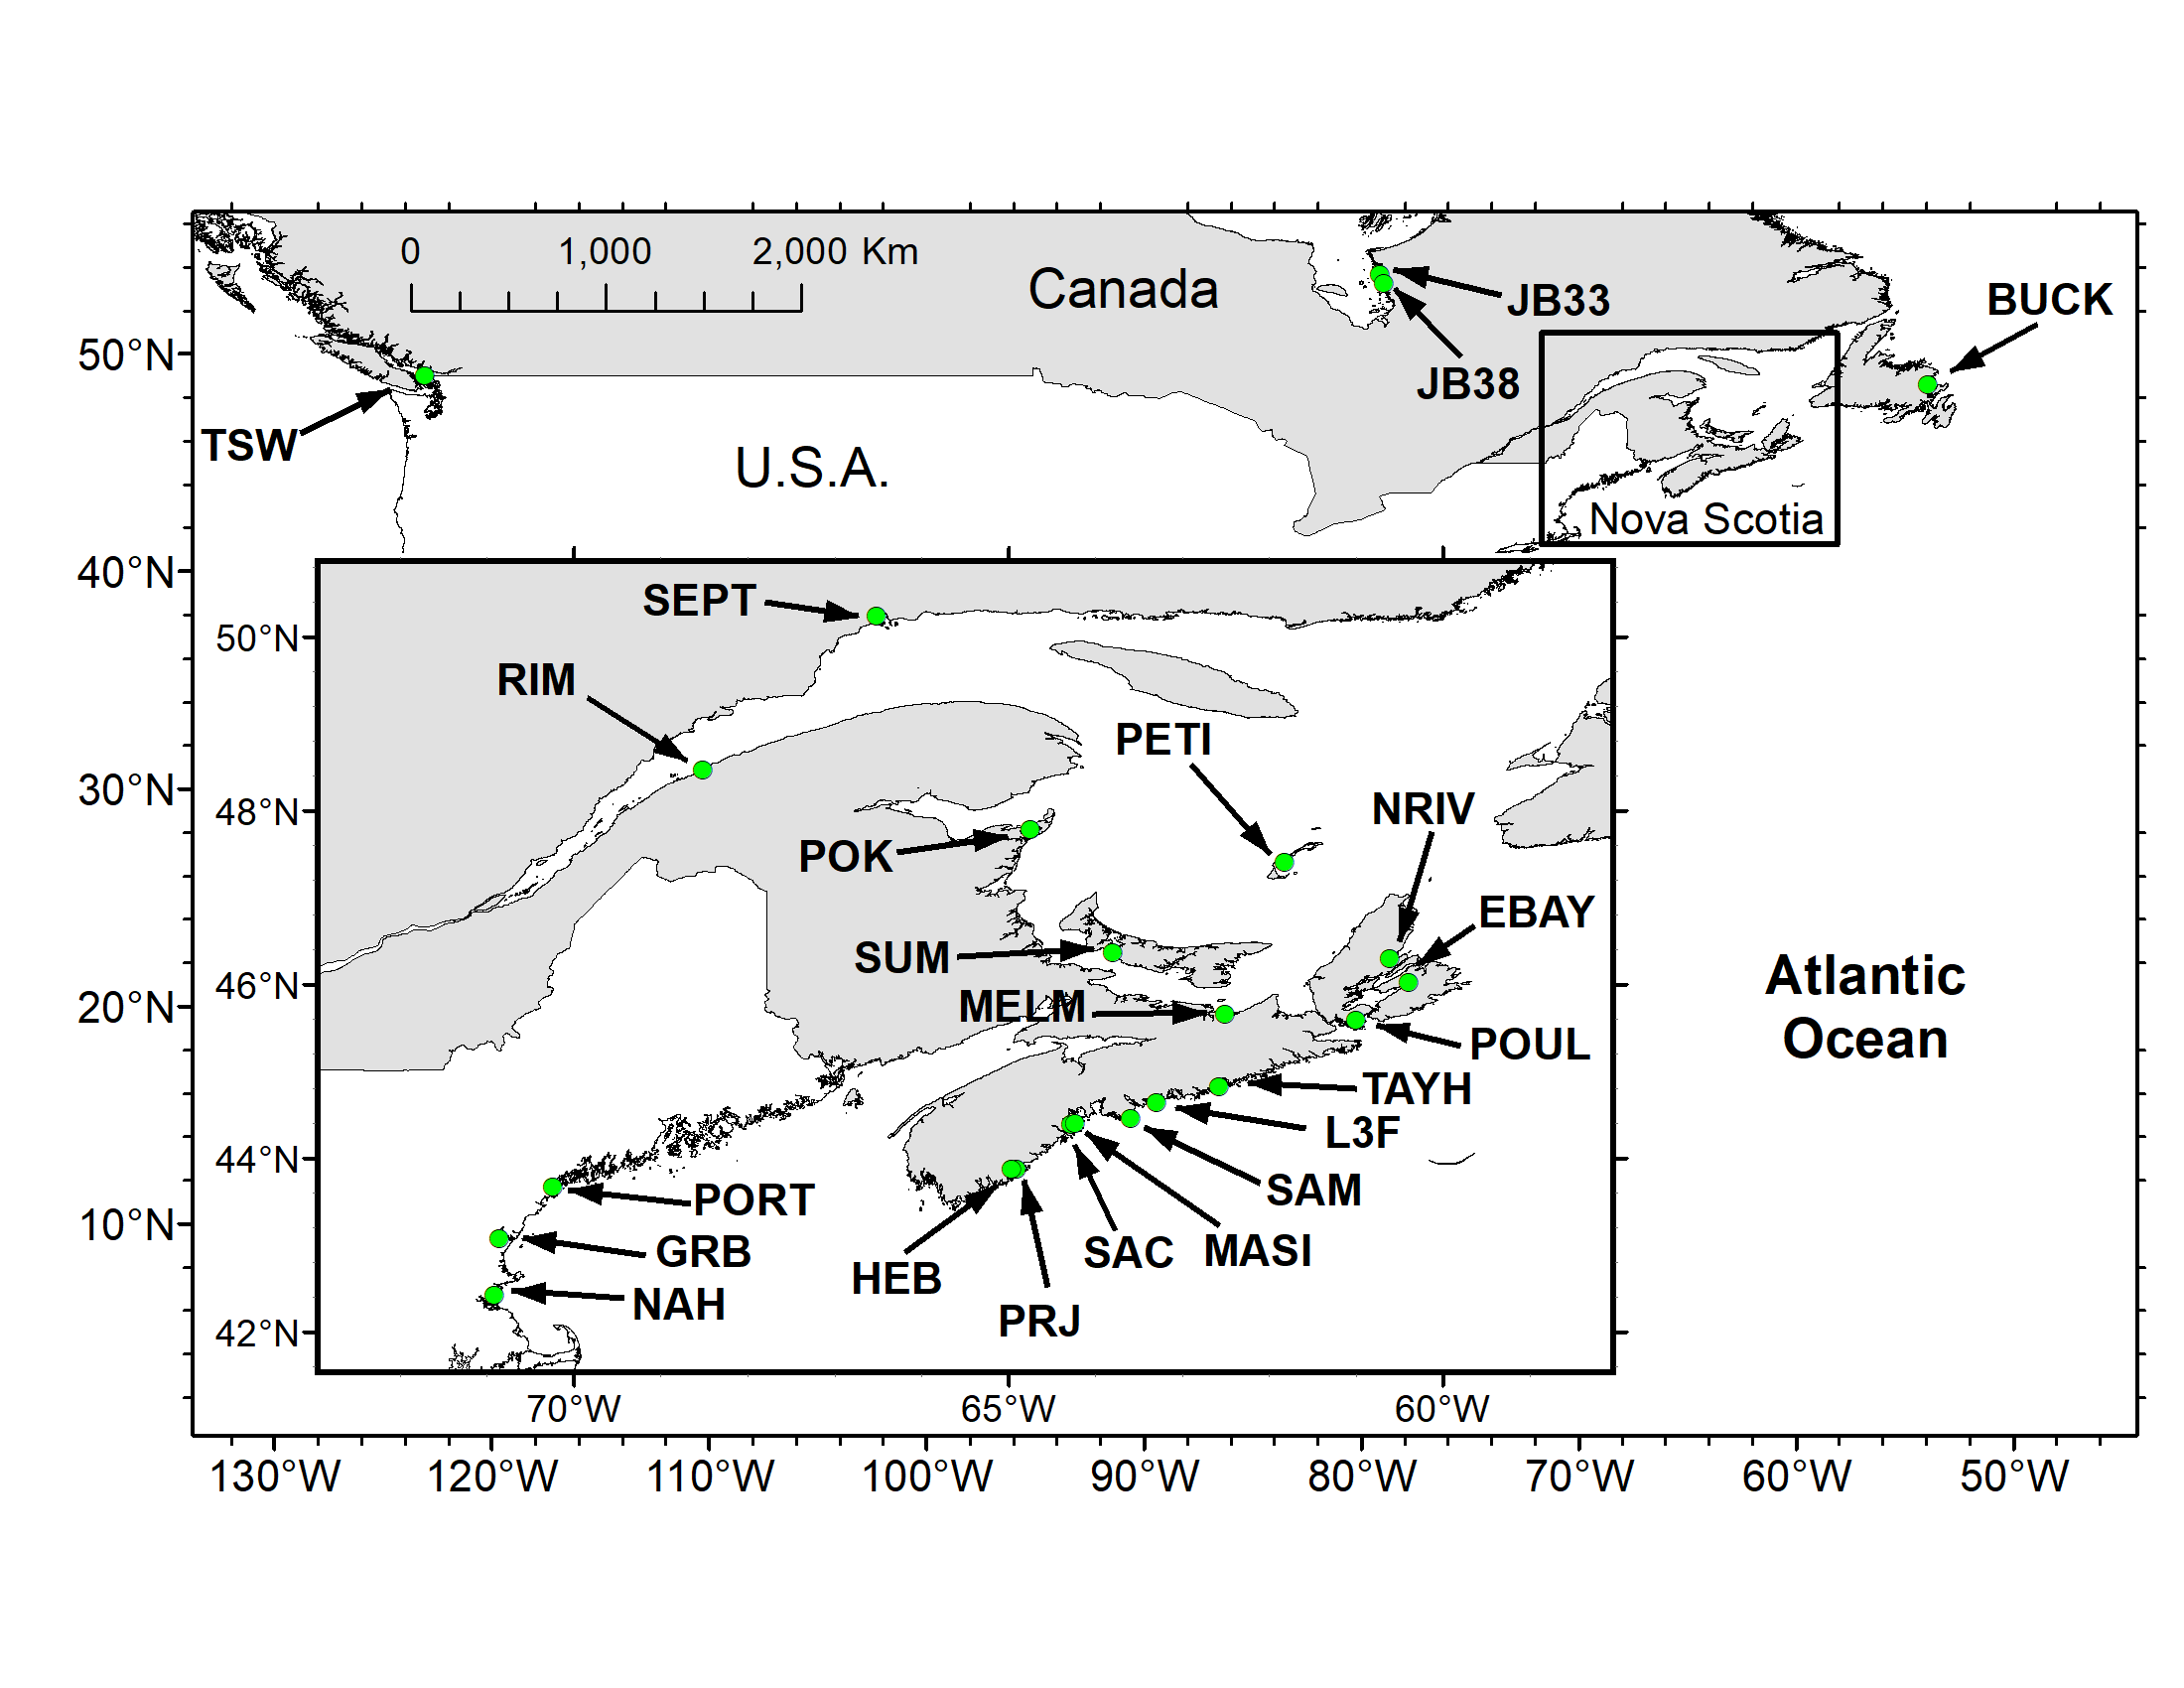 0 1,000 2,000 Km
Canada
JB33
BUCK
50°N
JB38
TSW
U.S.A.
Nova Scotia
40°N
SEPT
50°N
RIM
PETI
30°N
48°N
NRIV
POK
EBAY
SUM
46°N
20°N
MELM
Atlantic
Ocean
POUL
TAYH
L3F
44°N
SAM
PORT
10°N
GRB
SAC
MASI
HEB
NAH
PRJ
42°N
70°W 65°W 60°W
130°W 120°W 110°W 100°W 90°W 80°W 70°W 60°W 50°W